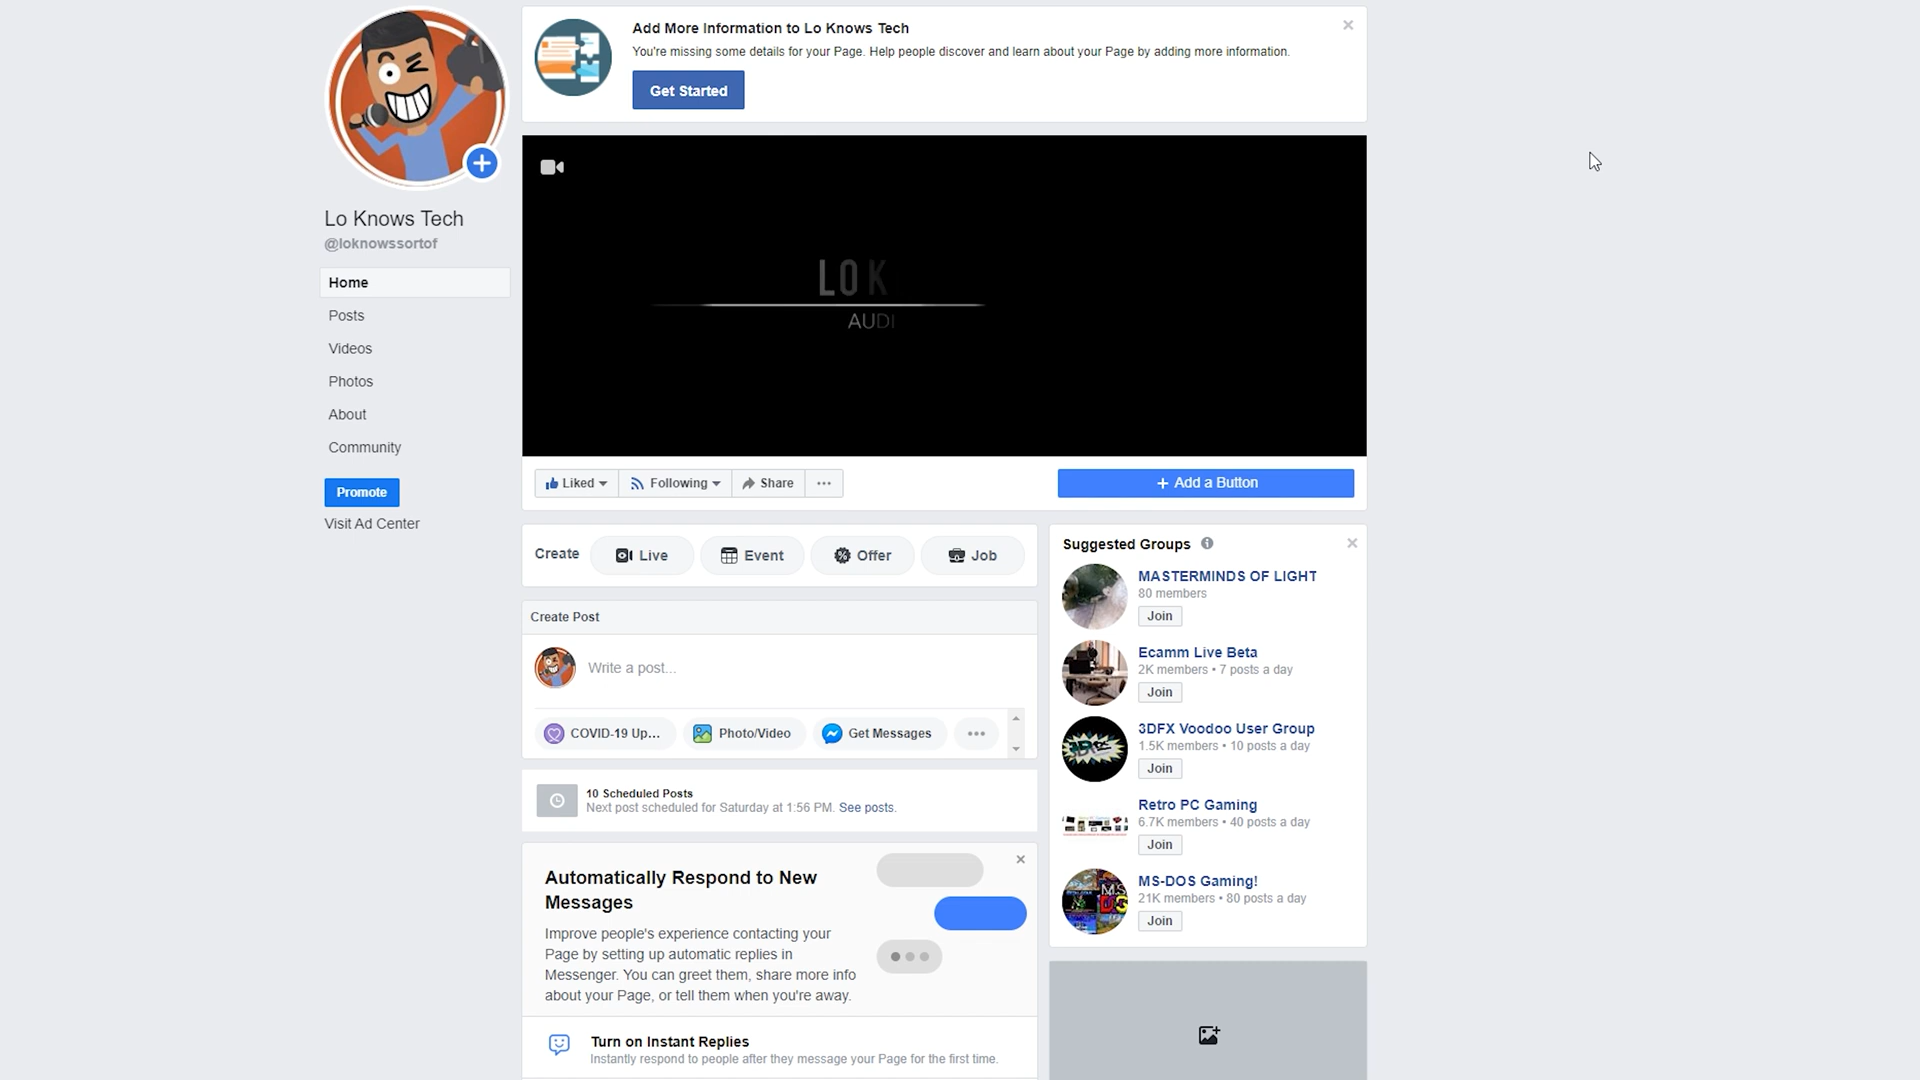 Add More Information to Lo Knows Tech
You're missing some details for your Page. Help people discover and learn about your Page by adding more information.
Get Started
Lo Knows Tech
@loknowssortof
Home
Posts
Videos
Photos
About
Community
Promote
Visit Ad Center
LOK
AUDI
Liked
Following
Share
Add a Button
Create
Live
Event
Offer
Job
Create Post
Write a post...
COVID-19 Up...
Photo/Video
Get Messages
10 Scheduled Posts
Next post scheduled for Saturday at 1:56 PM. See posts.
Automatically Respond to New
Messages
Improve people's experience contacting your
Page by setting up automatic replies in
Messenger. You can greet them, share more info
about your Page, or tell them when you're away.
Turn on Instant Replies
Instantly respond to people after they message your Page for the first time.
Suggested Groups
MASTERMINDS OF LIGHT
80 members
Join
Ecamm Live Beta
2K members • 7 posts a day
Join
3DFX Voodoo User Group
1.5K members • 10 posts a day
Join
Retro PC Gaming
6.7K members • 40 posts a day
Join
MS-DOS Gaming!
21K members • 80 posts a day
Join